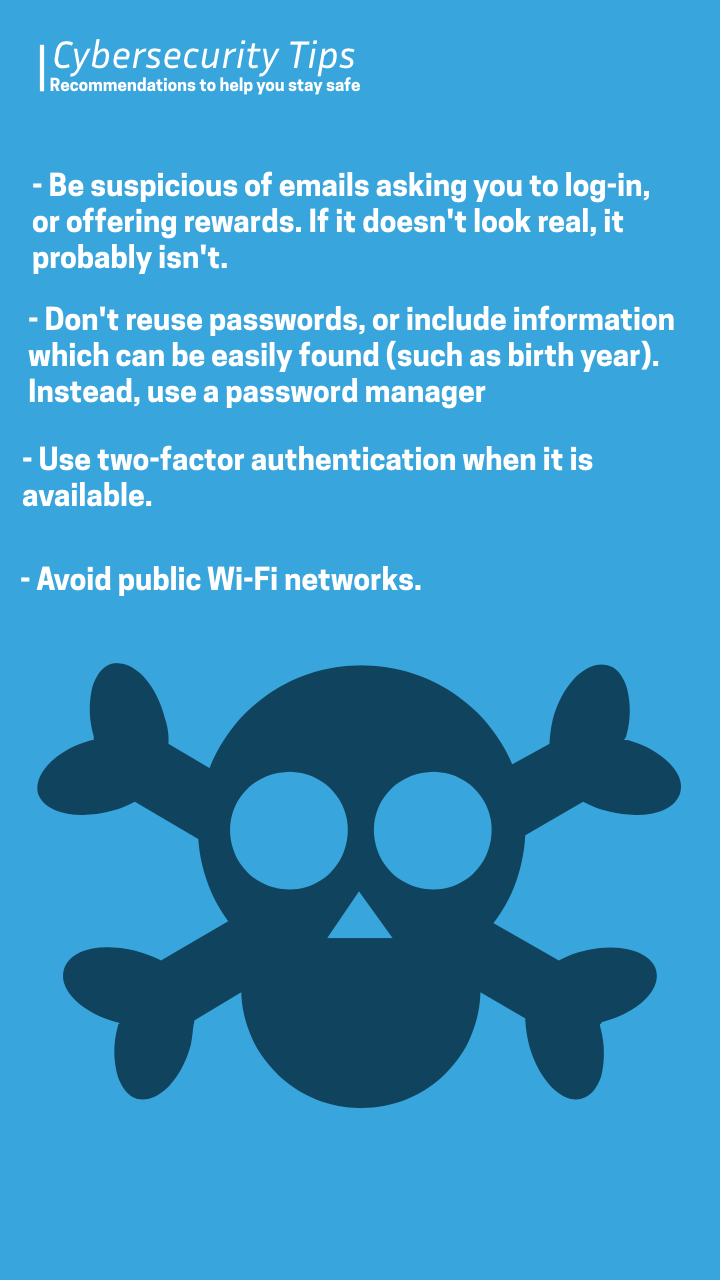 Cybersecurity Tips
Recommendations to help you stay safe
- Be suspicious of emails asking you to log-in,
or offering rewards. If it doesn't look real, it
probably isn't.
- Don't reuse passwords, or include information
which can be easily found (such as birth year).
Instead, use a password manager
- Use two-factor authentication when it is
available.
- Avoid public Wi-Fi networks.